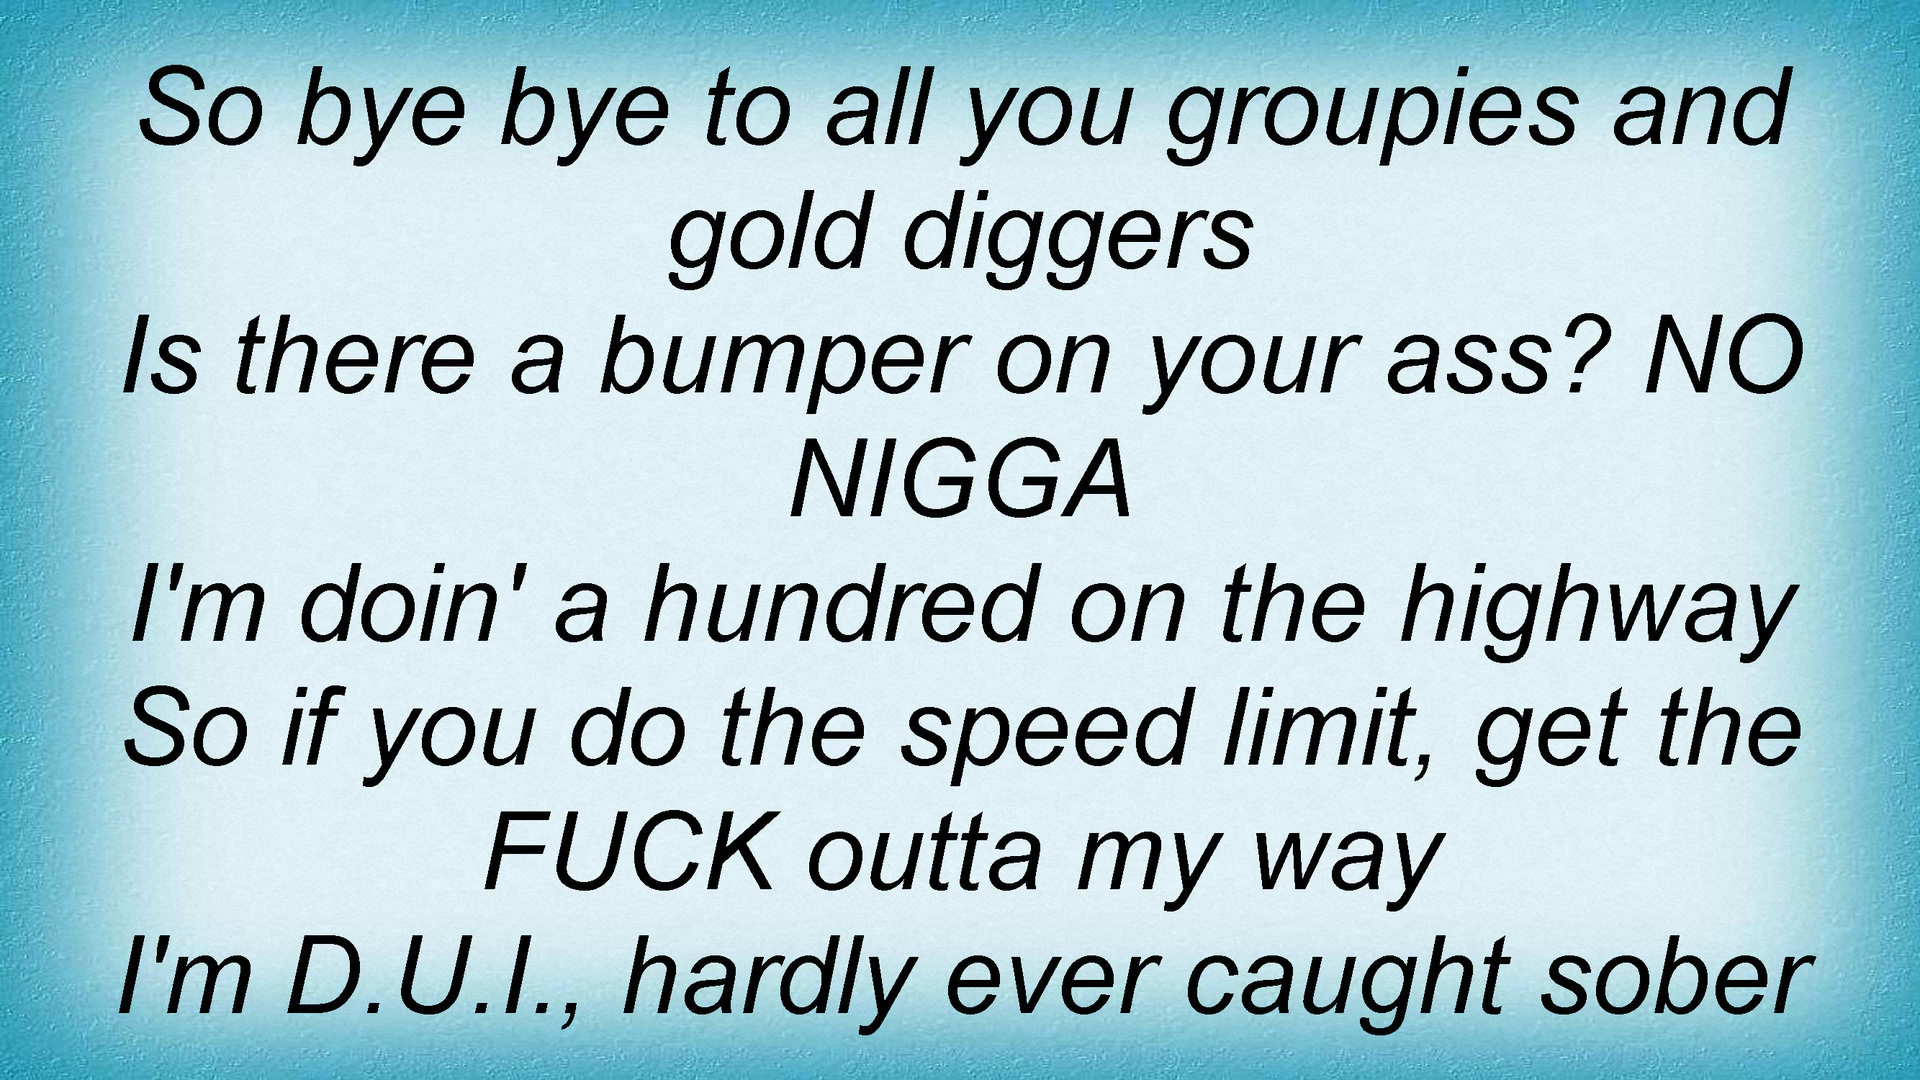 So bye bye to all you groupies and
gold diggers
Is there a bumper on your ass? NO
NIGGA
I'm doin' a hundred on the highway
So if you do the speed limit, get the
FUCK outta my way
I'm D.U.I., hardly ever caught sober